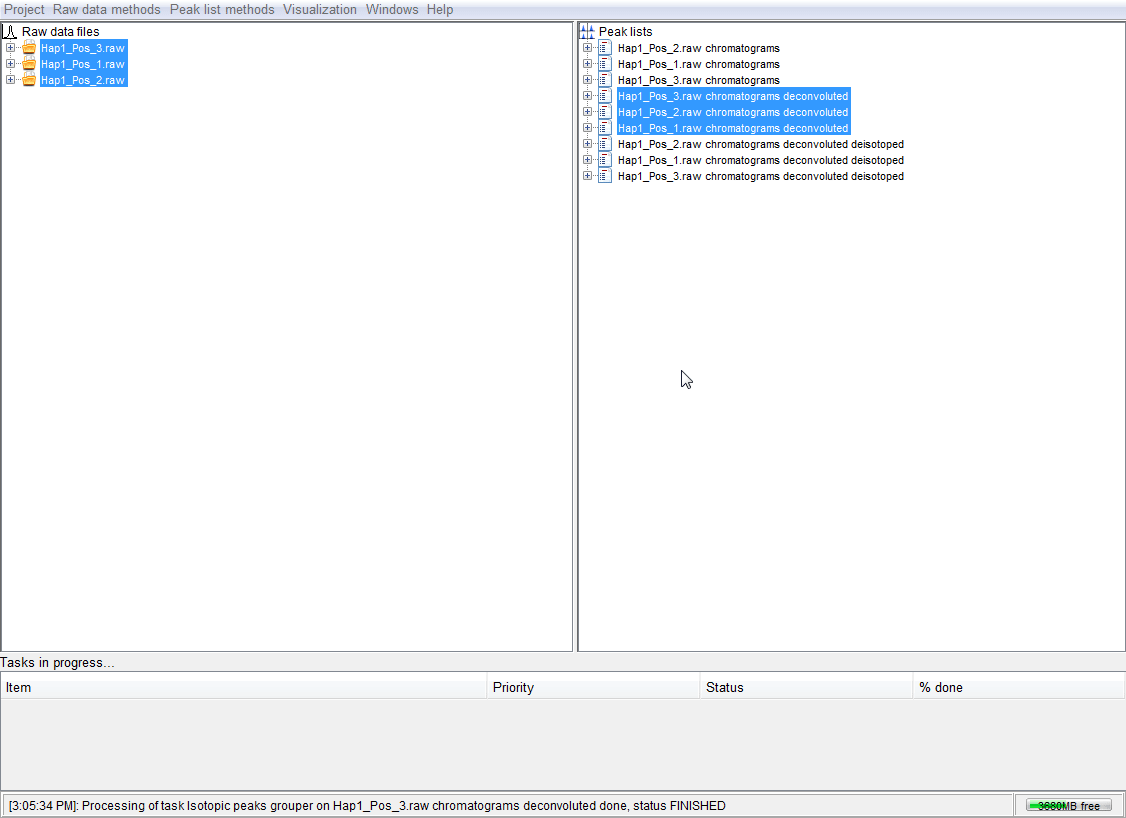 Project Raw data methods Peak list methods Visualization Windows Help
Raw data files
Hap1_Pos_3.raw
Hap1_Pos_1.raw
Hap1_Pos_2.raw
Peak lists
Hap1_Pos_2.raw chromatograms
Hap1_Pos_1.raw chromatograms
Hap1_Pos_3.raw chromatograms
Hap1_Pos_3.raw chromatograms deconvoluted
Hap1_Pos_2.raw chromatograms deconvoluted
Hap1_Pos_1.raw chromatograms deconvoluted
Hap1_Pos_2.raw chromatograms deconvoluted deisotoped
Hap1_Pos_1.raw chromatograms deconvoluted deisotoped
Hap1_Pos_3.raw chromatograms deconvoluted deisotoped
Tasks in progress...
Item Priority Status % done
[3:05:34 PM]: Processing of task Isotopic peaks grouper on Hap1_Pos_3.raw chromatograms deconvoluted done, status FINISHED
free